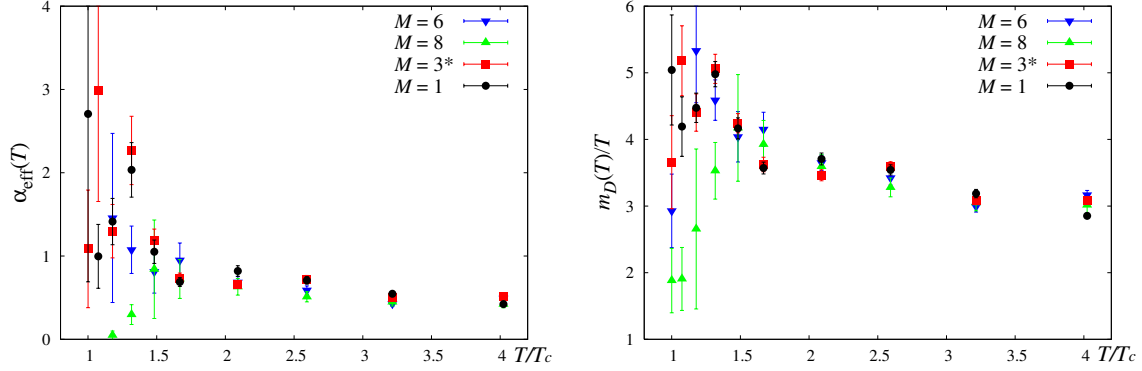 4
3
2
1
0
α_eff(T)
M = 6
M = 8
M = 3*
M = 1
1 1.5 2 2.5 3 3.5 4 T/Tc
6
5
4
3
2
1
m_D(T)/T
M = 6
M = 8
M = 3*
M = 1
1 1.5 2 2.5 3 3.5 4 T/Tc